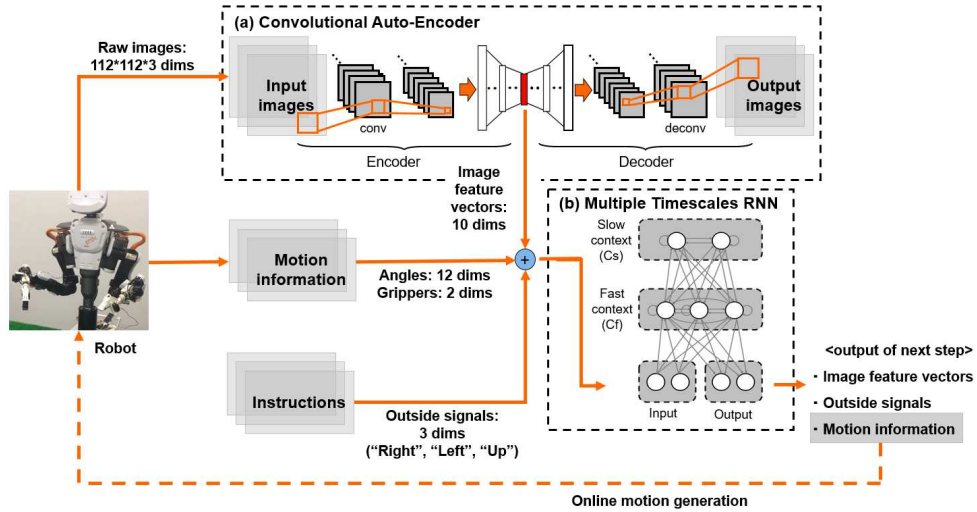 (a) Convolutional Auto-Encoder
Raw images:
112*112*3 dims
Input
images
conv
Encoder
deconv
Decoder
Output
images
Image
feature
vectors:
10 dims
(b) Multiple Timescales RNN
Slow
context
(Cs)
Fast
context
(Cf)
Input
Output
Motion
information
Angles: 12 dims
Grippers: 2 dims
+
Robot
Instructions
Outside signals:
3 dims
(“Right”, “Left”, “Up”)
<output of next step>
- Image feature vectors
- Outside signals
- Motion information
Online motion generation